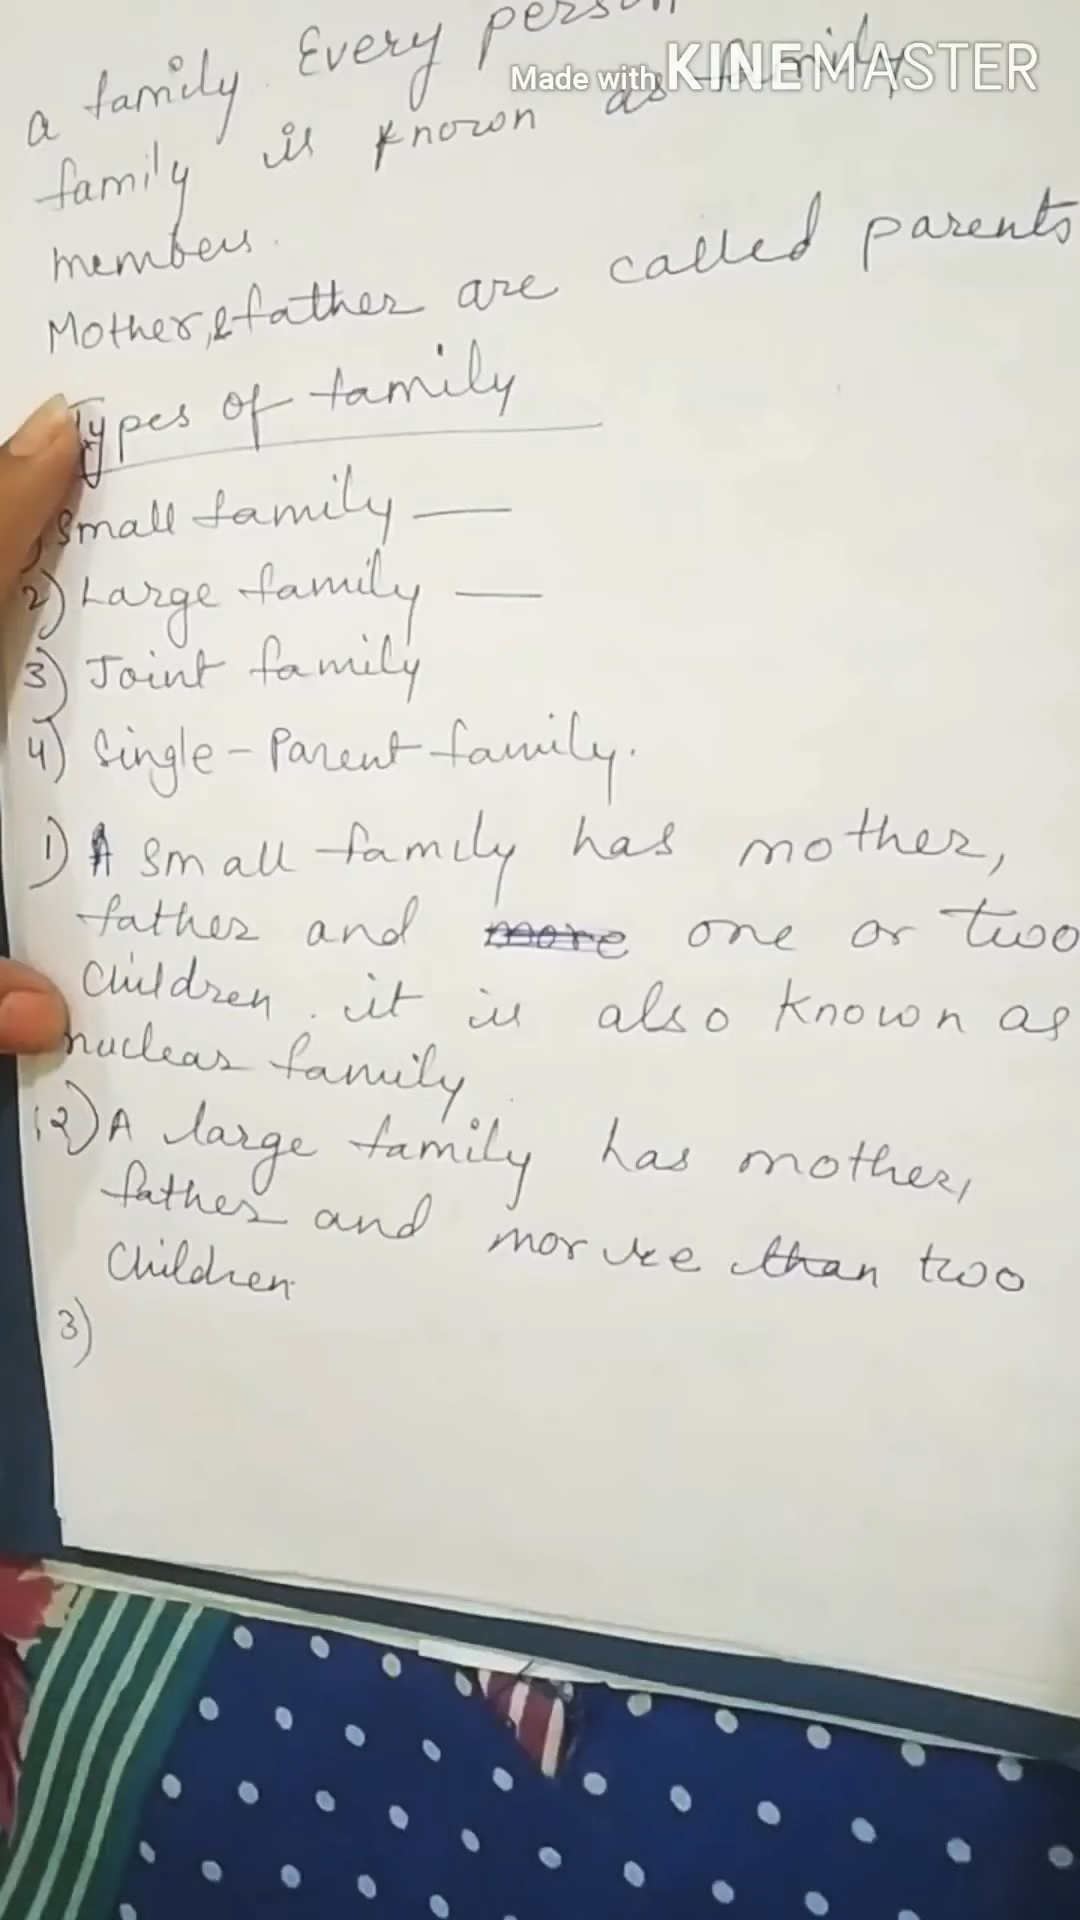 a family. Every person
Made with KINEMASTER
family is known as family
members.
Mother, & father are called parents
Types of family
Small family —
2) Large family —
3) Joint family
4) Single-Parent family.
1) A small family has mother,
father and more one or two
children. it is also known as
nuclear family
(2) A large family has mother,
father and more than two
children.
3)